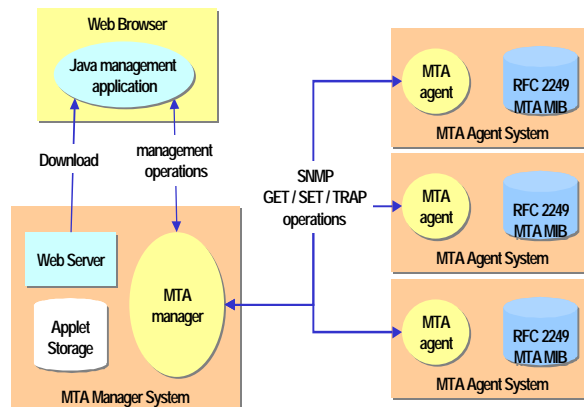 Web Browser
Java management
application
Download
management
operations
Web Server
Applet
Storage
MTA
manager
MTA Manager System
SNMP
GET / SET / TRAP
operations
MTA
agent
RFC 2249
MTA MIB
MTA Agent System
MTA
agent
RFC 2249
MTA MIB
MTA Agent System
MTA
agent
RFC 2249
MTA MIB
MTA Agent System